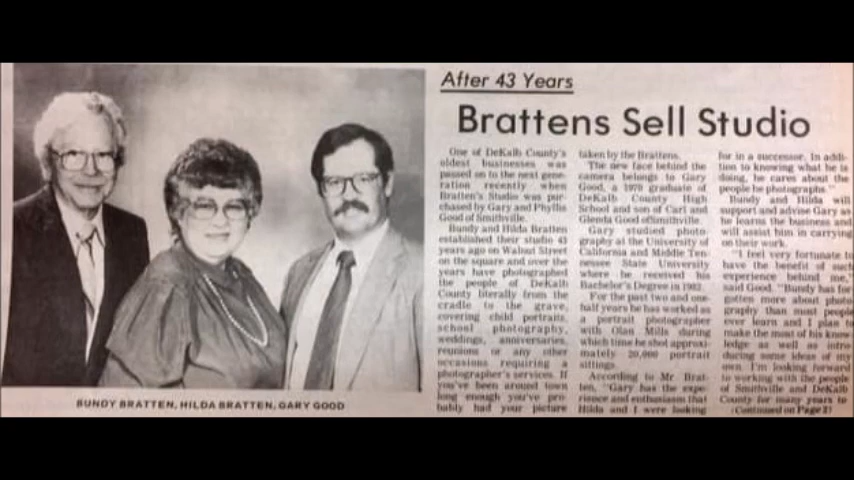 After 43 Years
Brattens Sell Studio
One of DeKalb County's
oldest businesses was
passed on to the next gene-
ration recently when
Bratten's Studio was pur-
chased by Gary and Phyllis
Good of Smithville.
Bundy and Hilda Bratten
established their studio 43
years ago on Walnut Street
on the square and over the
years have photographed
the people of DeKalb
County literally from the
cradle to the grave,
covering child portraits,
school photography,
weddings, anniversaries,
reunions or any other
occasions requiring a
photographer's services. If
you've been around town
long enough you've pro-
bably had your picture
taken by the Brattens.
The new face behind the
camera belongs to Gary
Good, a 1970 graduate of
DeKalb County High
School and son of Carl and
Glenda Good of Smithville.
Gary studied photo-
graphy at the University of
California and Middle Ten-
nessee State University
where he received his
Bachelor's Degree in 1982.
For the past two and one-
half years he has worked as
a portrait photographer
with Olan Mills during
which time he shot approxi-
mately 20,000 portrait
sittings.
According to Mr. Brat-
ten, "Gary has the expe-
rience and enthusiasm that
Hilda and I were looking
for in a successor. In addi-
tion to knowing what he is
doing, he cares about the
people he photographs."
Bundy and Hilda will
support and advise Gary as
he learns the business and
will assist him in carrying
on their work.
"I feel very fortunate to
have the benefit of such
experience behind me,"
said Good. "Bundy has for-
gotten more about photo-
graphy than most people
ever learn and I plan to
make the most of his know-
ledge as well as intro-
ducing some ideas of my
own. I'm looking forward
to working with the people
of Smithville and DeKalb
County for many years to
(Continued on Page 2)
BUNDY BRATTEN, HILDA BRATTEN, GARY GOOD